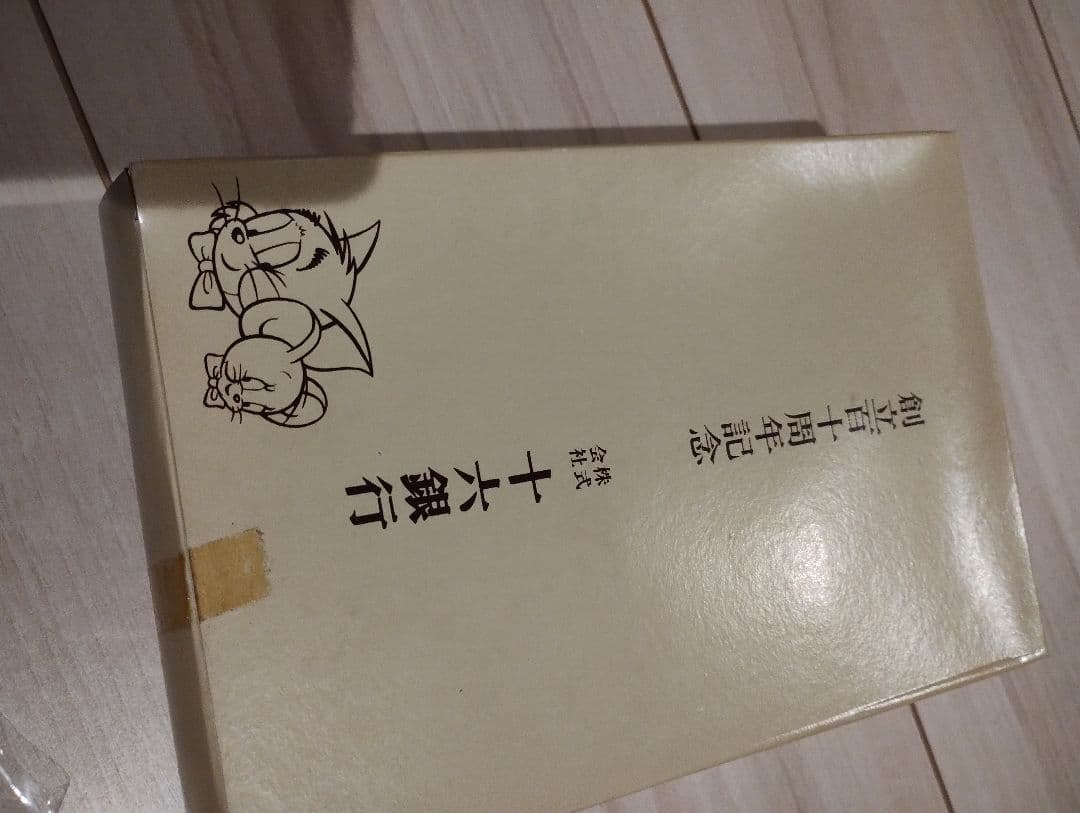 創立百十周年記念
株式
会社
十六銀行